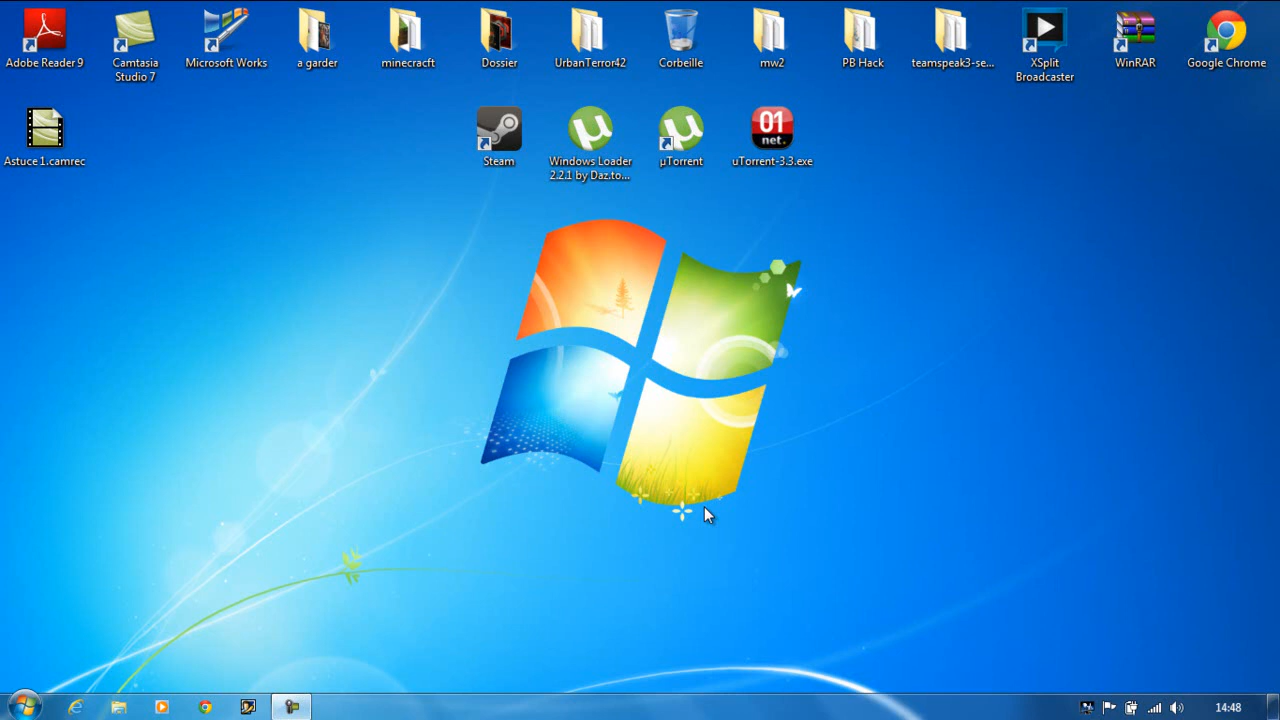 Adobe Reader 9
Camtasia
Studio 7
Microsoft Works
a garder
minecracft
Dossier
UrbanTerror42
Corbeille
mw2
PB Hack
teamspeak3-se...
XSplit
Broadcaster
WinRAR
Google Chrome
Astuce 1.camrec
Steam
Windows Loader
2.2.1 by Daz.to...
µTorrent
01
net.
uTorrent-3.3.exe
14:48